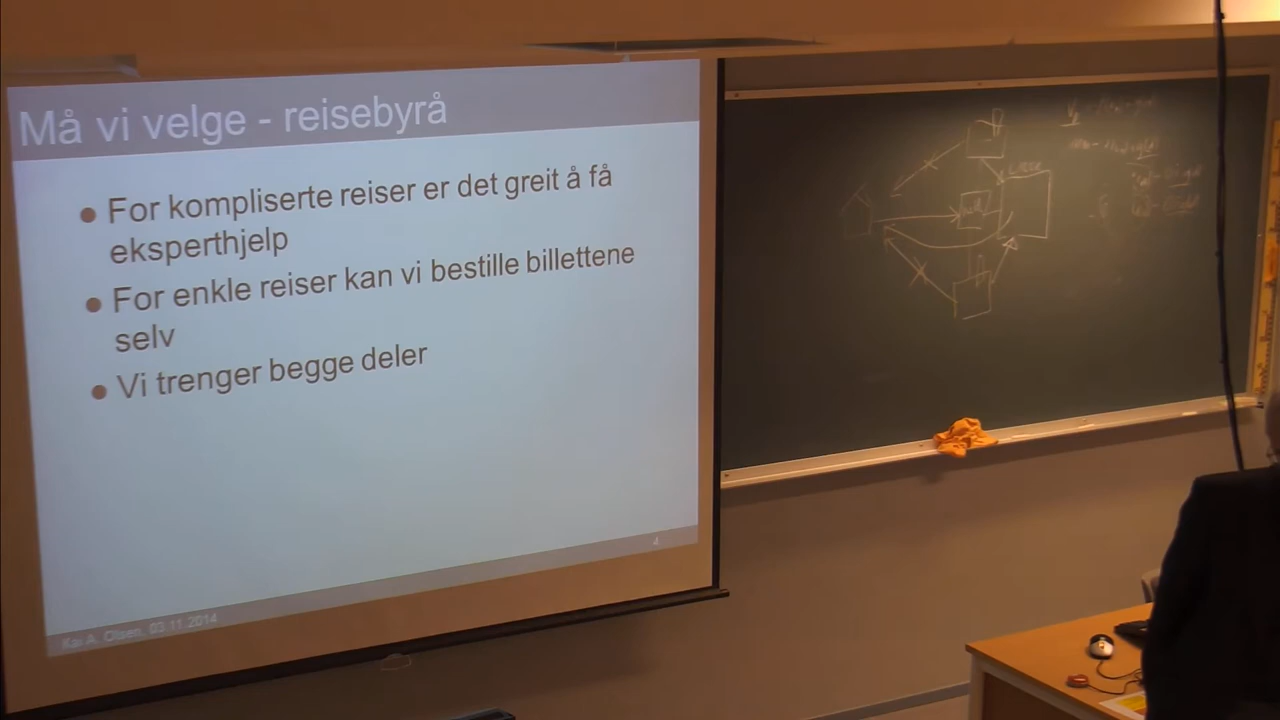 Må vi velge - reisebyrå
● For kompliserte reiser er det greit å få
eksperthjelp
● For enkle reiser kan vi bestille billettene
selv
● Vi trenger begge deler
4
Kai A. Olsen, 03.11.2014